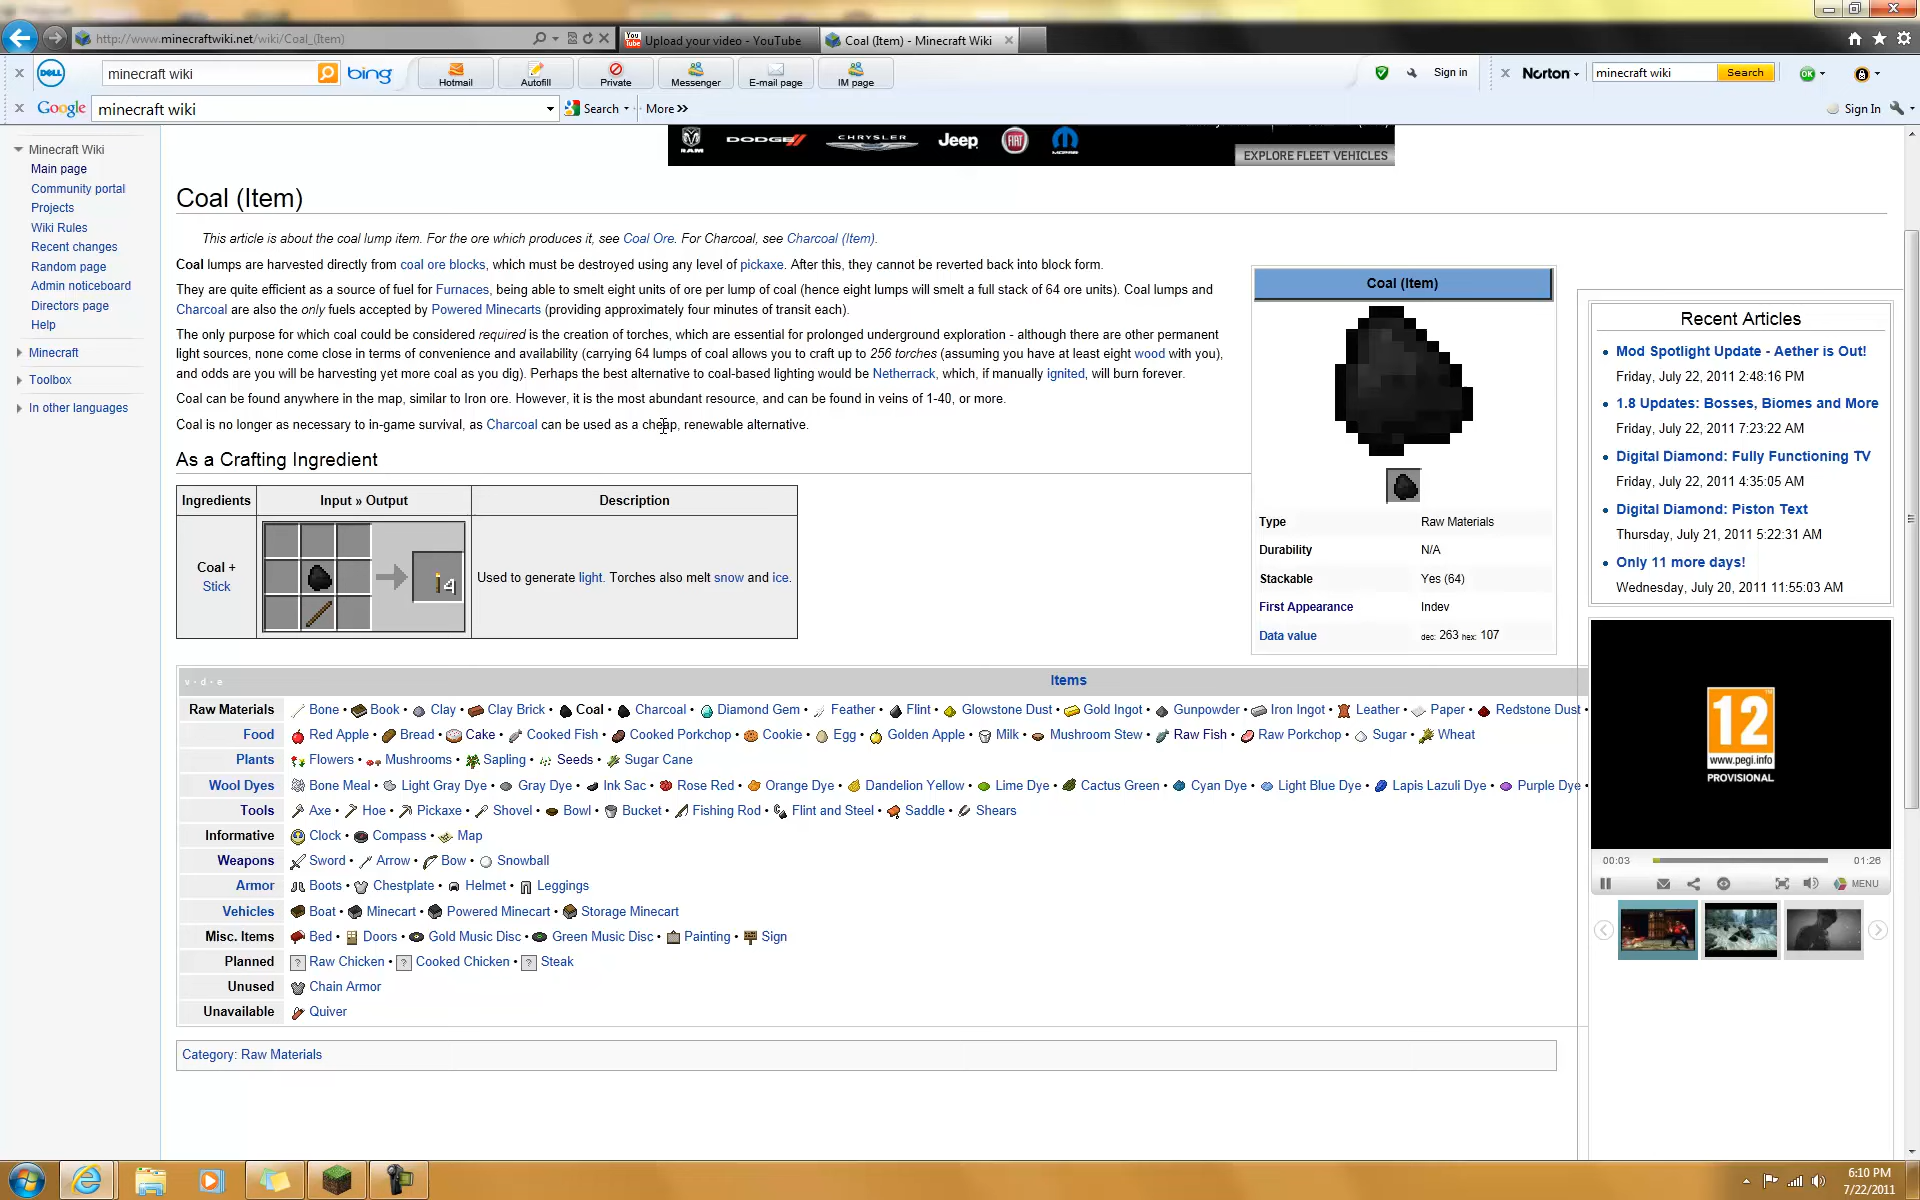 http://www.minecraftwiki.net/wiki/Coal_(Item)
Upload your video - YouTube
Coal (Item) - Minecraft Wiki
minecraft wiki
bing
Hotmail
Autofill
Private
Messenger
E-mail page
IM page
Sign in
Norton
minecraft wiki
Search
OK
Google
minecraft wiki
Search
More »
Sign In
RAM
DODGE
CHRYSLER
Jeep
FIAT
MOPAR
EXPLORE FLEET VEHICLES
Minecraft Wiki
Main page
Community portal
Projects
Wiki Rules
Recent changes
Random page
Admin noticeboard
Directors page
Help
Minecraft
Toolbox
In other languages
Coal (Item)
This article is about the coal lump item. For the ore which produces it, see Coal Ore. For Charcoal, see Charcoal (Item).
Coal lumps are harvested directly from coal ore blocks, which must be destroyed using any level of pickaxe. After this, they cannot be reverted back into block form.
They are quite efficient as a source of fuel for Furnaces, being able to smelt eight units of ore per lump of coal (hence eight lumps will smelt a full stack of 64 ore units). Coal lumps and
Charcoal are also the only fuels accepted by Powered Minecarts (providing approximately four minutes of transit each).
The only purpose for which coal could be considered required is the creation of torches, which are essential for prolonged underground exploration - although there are other permanent
light sources, none come close in terms of convenience and availability (carrying 64 lumps of coal allows you to craft up to 256 torches (assuming you have at least eight wood with you),
and odds are you will be harvesting yet more coal as you dig). Perhaps the best alternative to coal-based lighting would be Netherrack, which, if manually ignited, will burn forever.
Coal can be found anywhere in the map, similar to Iron ore. However, it is the most abundant resource, and can be found in veins of 1-40, or more.
Coal is no longer as necessary to in-game survival, as Charcoal can be used as a cheap, renewable alternative.
As a Crafting Ingredient
Ingredients
Input » Output
Description
Coal +
Stick
4
Used to generate light. Torches also melt snow and ice.
Coal (Item)
Type Raw Materials
Durability N/A
Stackable Yes (64)
First Appearance Indev
Data value dec: 263 hex: 107
Recent Articles
Mod Spotlight Update - Aether is Out!
Friday, July 22, 2011 2:48:16 PM
1.8 Updates: Bosses, Biomes and More
Friday, July 22, 2011 7:23:22 AM
Digital Diamond: Fully Functioning TV
Friday, July 22, 2011 4:35:05 AM
Digital Diamond: Piston Text
Thursday, July 21, 2011 5:22:31 AM
Only 11 more days!
Wednesday, July 20, 2011 11:55:03 AM
12
www.pegi.info
PROVISIONAL
00:03
01:26
MENU
v · d · e
Items
Raw Materials Bone • Book • Clay • Clay Brick • Coal • Charcoal • Diamond Gem • Feather • Flint • Glowstone Dust • Gold Ingot • Gunpowder • Iron Ingot • Leather • Paper • Redstone Dust •
Food Red Apple • Bread • Cake • Cooked Fish • Cooked Porkchop • Cookie • Egg • Golden Apple • Milk • Mushroom Stew • Raw Fish • Raw Porkchop • Sugar • Wheat
Plants Flowers • Mushrooms • Sapling • Seeds • Sugar Cane
Wool Dyes Bone Meal • Light Gray Dye • Gray Dye • Ink Sac • Rose Red • Orange Dye • Dandelion Yellow • Lime Dye • Cactus Green • Cyan Dye • Light Blue Dye • Lapis Lazuli Dye • Purple Dye •
Tools Axe • Hoe • Pickaxe • Shovel • Bowl • Bucket • Fishing Rod • Flint and Steel • Saddle • Shears
Informative Clock • Compass • Map
Weapons Sword • Arrow • Bow • Snowball
Armor Boots • Chestplate • Helmet • Leggings
Vehicles Boat • Minecart • Powered Minecart • Storage Minecart
Misc. Items Bed • Doors • Gold Music Disc • Green Music Disc • Painting • Sign
Planned ? Raw Chicken • ? Cooked Chicken • ? Steak
Unused Chain Armor
Unavailable Quiver
Category: Raw Materials
6:10 PM
7/22/2011